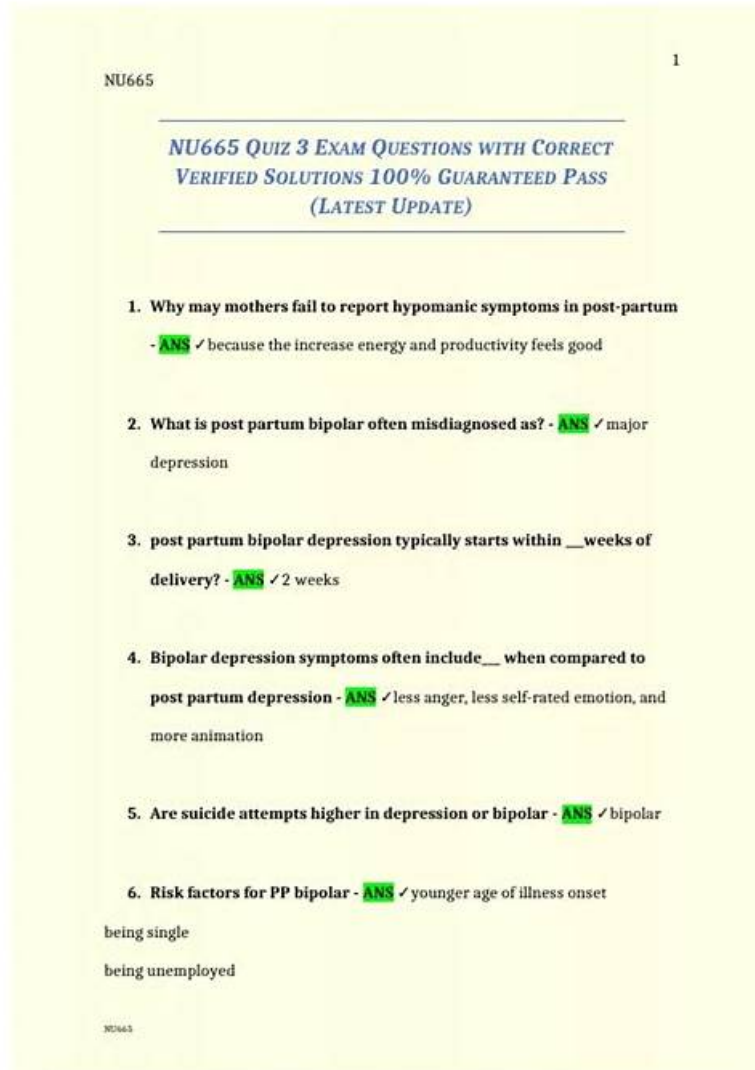 1
NU665
NU665 QUIZ 3 EXAM QUESTIONS WITH CORRECT
VERIFIED SOLUTIONS 100% GUARANTEED PASS
(LATEST UPDATE)
1. Why may mothers fail to report hypomanic symptoms in post-partum
- ANS ✓because the increase energy and productivity feels good
2. What is post partum bipolar often misdiagnosed as? - ANS ✓major
depression
3. post partum bipolar depression typically starts within __weeks of
delivery? - ANS ✓2 weeks
4. Bipolar depression symptoms often include__ when compared to
post partum depression - ANS ✓less anger, less self-rated emotion, and
more animation
5. Are suicide attempts higher in depression or bipolar - ANS ✓bipolar
6. Risk factors for PP bipolar - ANS ✓younger age of illness onset
being single
being unemployed
NU665